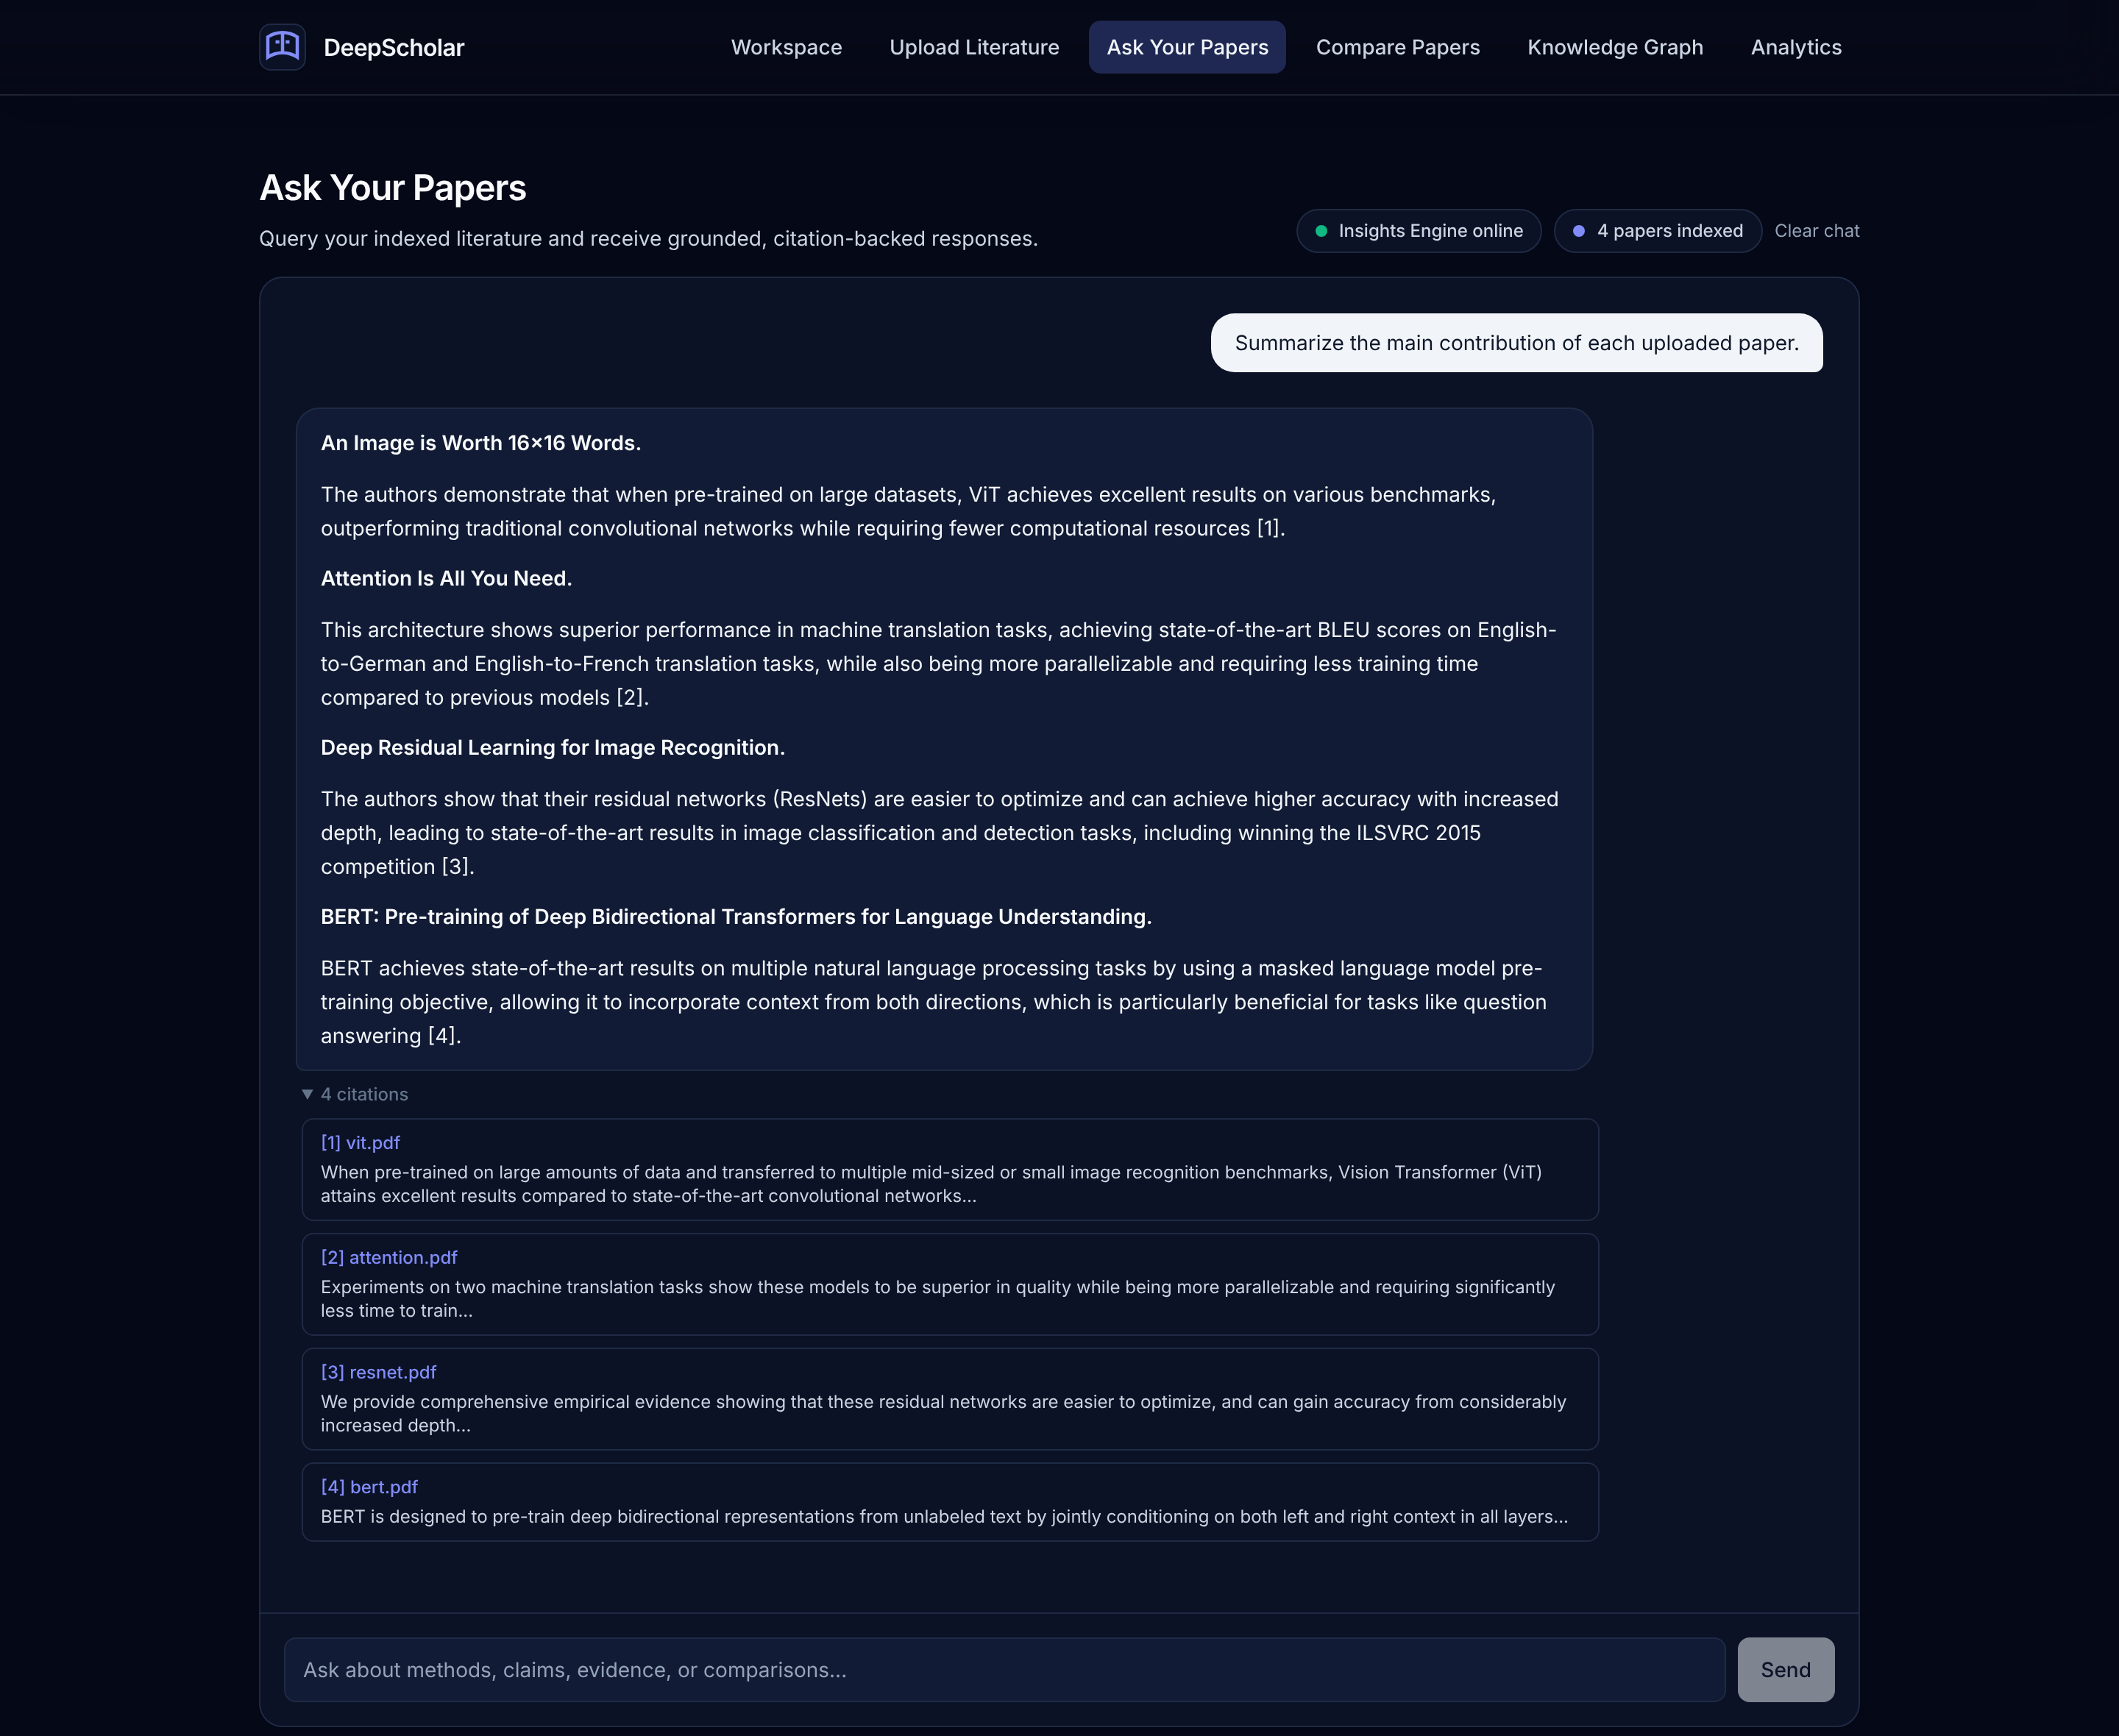 DeepScholar
Workspace
Upload Literature
Ask Your Papers
Compare Papers
Knowledge Graph
Analytics
Ask Your Papers
Query your indexed literature and receive grounded, citation-backed responses.
Insights Engine online
4 papers indexed
Clear chat
Summarize the main contribution of each uploaded paper.
An Image is Worth 16×16 Words.
The authors demonstrate that when pre-trained on large datasets, ViT achieves excellent results on various benchmarks,
outperforming traditional convolutional networks while requiring fewer computational resources [1].
Attention Is All You Need.
This architecture shows superior performance in machine translation tasks, achieving state-of-the-art BLEU scores on English-
to-German and English-to-French translation tasks, while also being more parallelizable and requiring less training time
compared to previous models [2].
Deep Residual Learning for Image Recognition.
The authors show that their residual networks (ResNets) are easier to optimize and can achieve higher accuracy with increased
depth, leading to state-of-the-art results in image classification and detection tasks, including winning the ILSVRC 2015
competition [3].
BERT: Pre-training of Deep Bidirectional Transformers for Language Understanding.
BERT achieves state-of-the-art results on multiple natural language processing tasks by using a masked language model pre-
training objective, allowing it to incorporate context from both directions, which is particularly beneficial for tasks like question
answering [4].
▼ 4 citations
[1] vit.pdf
When pre-trained on large amounts of data and transferred to multiple mid-sized or small image recognition benchmarks, Vision Transformer (ViT)
attains excellent results compared to state-of-the-art convolutional networks...
[2] attention.pdf
Experiments on two machine translation tasks show these models to be superior in quality while being more parallelizable and requiring significantly
less time to train...
[3] resnet.pdf
We provide comprehensive empirical evidence showing that these residual networks are easier to optimize, and can gain accuracy from considerably
increased depth...
[4] bert.pdf
BERT is designed to pre-train deep bidirectional representations from unlabeled text by jointly conditioning on both left and right context in all layers...
Ask about methods, claims, evidence, or comparisons...
Send